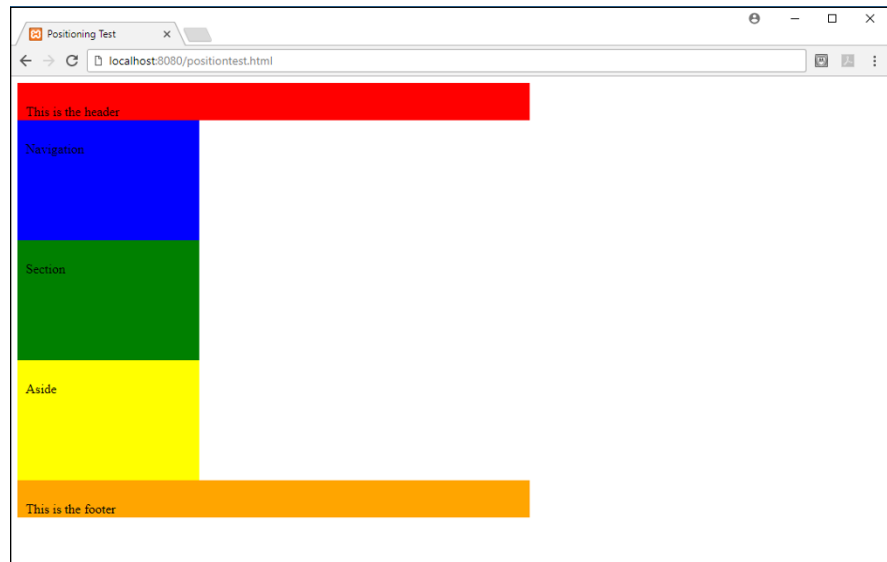 Positioning Test
localhost:8080/positiontest.html
This is the header
Navigation
Section
Aside
This is the footer